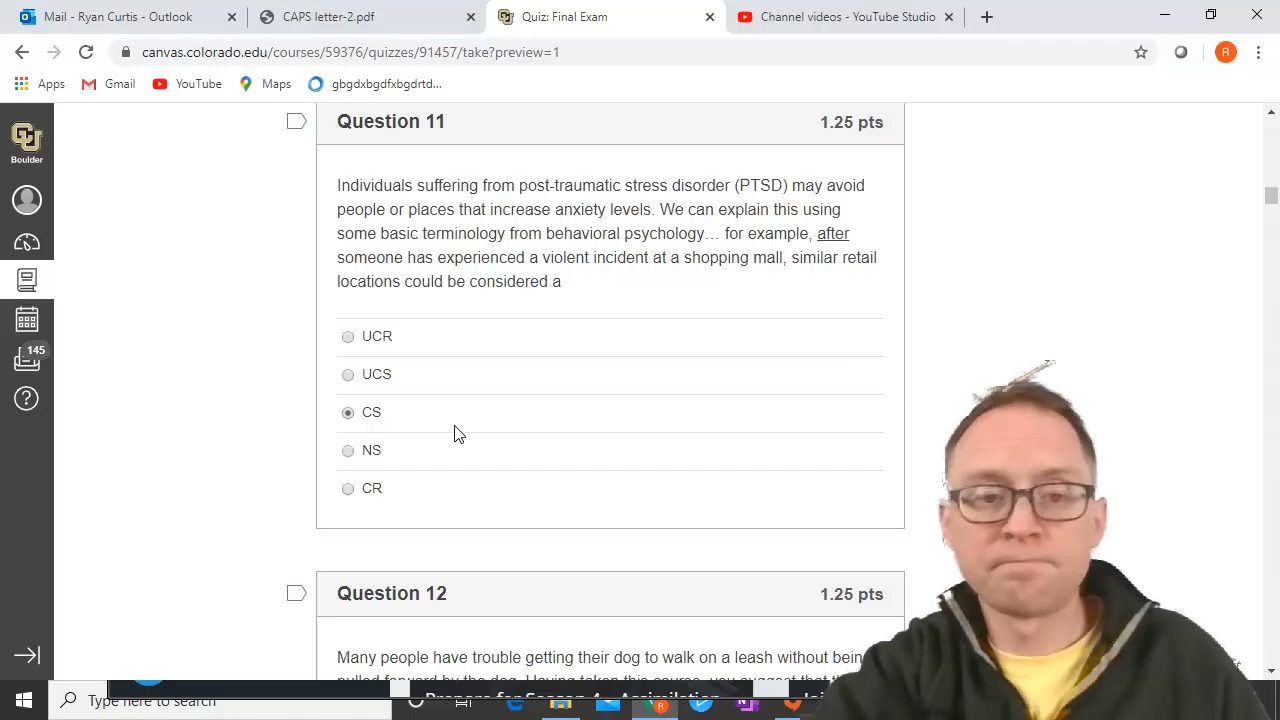 Mail - Ryan Curtis - Outlook
CAPS letter-2.pdf
Quiz: Final Exam
Channel videos - YouTube Studio
canvas.colorado.edu/courses/59376/quizzes/91457/take?preview=1
R
Apps
Gmail
YouTube
Maps
gbgdxbgdfxbgdrtd...
CU
Boulder
145
Question 11
1.25 pts
Individuals suffering from post-traumatic stress disorder (PTSD) may avoid
people or places that increase anxiety levels. We can explain this using
some basic terminology from behavioral psychology… for example, after
someone has experienced a violent incident at a shopping mall, similar retail
locations could be considered a
UCR
UCS
CS
NS
CR
Question 12
1.25 pts
Many people have trouble getting their dog to walk on a leash without being
Type here to search